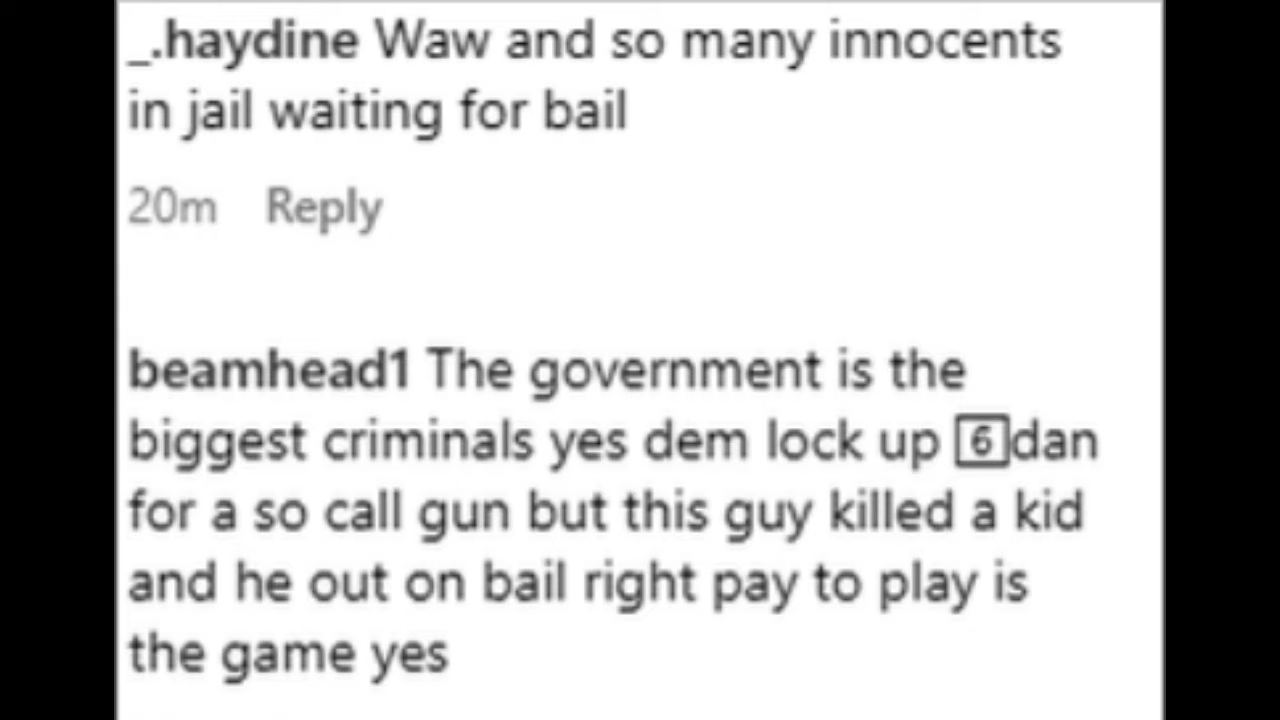 _.haydine Waw and so many innocents
in jail waiting for bail
20m Reply
beamhead1 The government is the
biggest criminals yes dem lock up 6️⃣dan
for a so call gun but this guy killed a kid
and he out on bail right pay to play is
the game yes